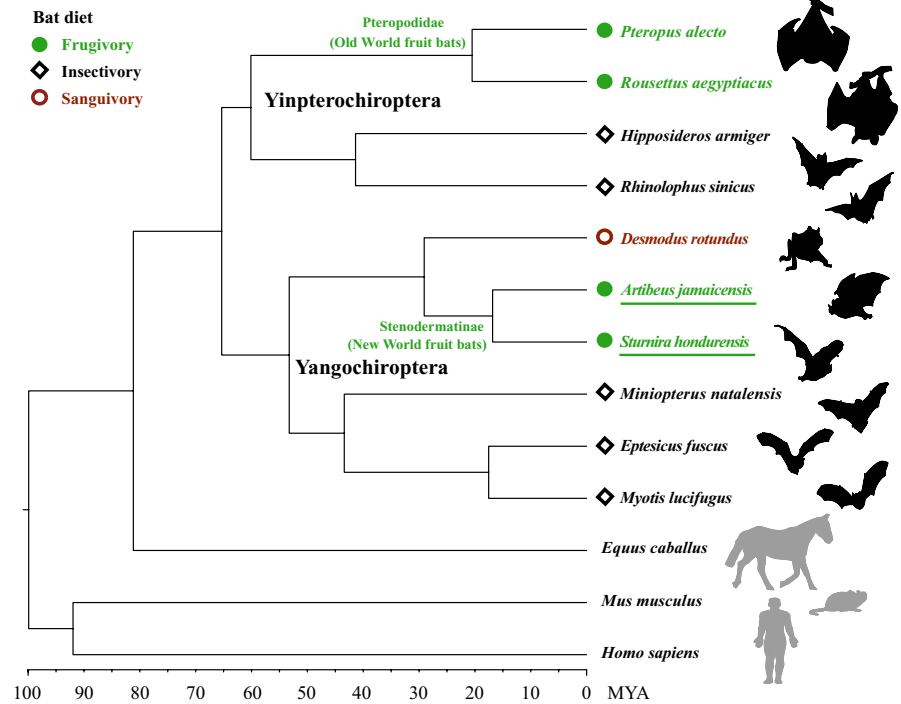 Bat diet
Frugivory
Insectivory
Sanguivory
Pteropodidae
(Old World fruit bats)
Yinpterochiroptera
Pteropus alecto
Rousettus aegyptiacus
Hipposideros armiger
Rhinolophus sinicus
Desmodus rotundus
Artibeus jamaicensis
Stenodermatinae
(New World fruit bats)
Sturnira hondurensis
Yangochiroptera
Miniopterus natalensis
Eptesicus fuscus
Myotis lucifugus
Equus caballus
Mus musculus
Homo sapiens
100 90 80 70 60 50 40 30 20 10 0 MYA